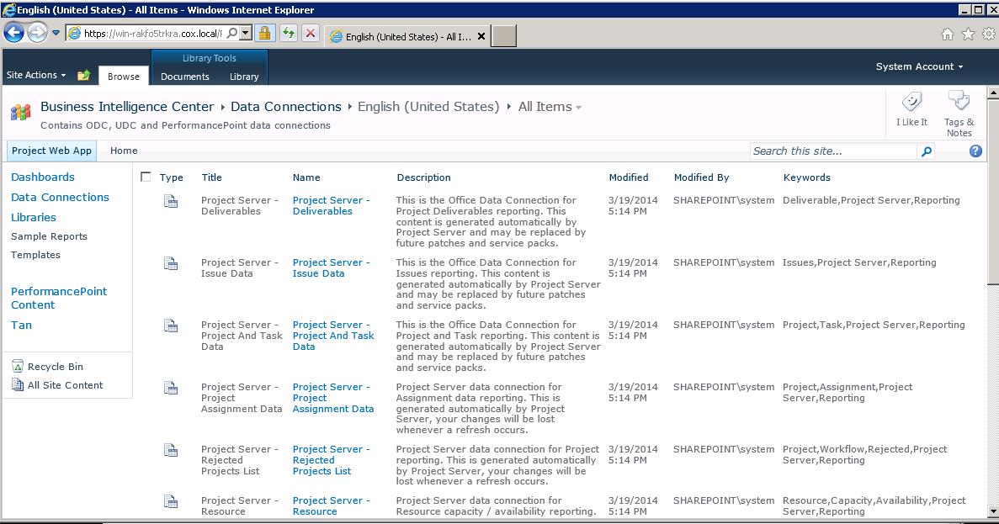 English (United States) - All Items - Windows Internet Explorer
https://win-rakfo5trkra.cox.local/
English (United States) - All I...
Library Tools
Site Actions
Browse
Documents
Library
System Account
Business Intelligence Center
Data Connections
English (United States)
All Items
Contains ODC, UDC and PerformancePoint data connections
I Like It
Tags &
Notes
Project Web App
Home
Search this site...
Dashboards
Data Connections
Libraries
Sample Reports
Templates
PerformancePoint
Content
Tan
Recycle Bin
All Site Content
Type
Title
Name
Description
Modified
Modified By
Keywords
Project Server -
Deliverables
Project Server -
Deliverables
This is the Office Data Connection for
Project Deliverables reporting. This
content is generated automatically by
Project Server and may be replaced by
future patches and service packs.
3/19/2014
5:14 PM
SHAREPOINT\system
Deliverable,Project Server,Reporting
Project Server -
Issue Data
Project Server -
Issue Data
This is the Office Data Connection for
Issues reporting. This content is
generated automatically by Project Server
and may be replaced by future patches
and service packs.
3/19/2014
5:14 PM
SHAREPOINT\system
Issues,Project Server,Reporting
Project Server -
Project And Task
Data
Project Server -
Project And Task
Data
This is the Office Data Connection for
Project and Task reporting. This content is
generated automatically by Project Server
and may be replaced by future patches
and service packs.
3/19/2014
5:14 PM
SHAREPOINT\system
Project,Task,Project Server,Reporting
Project Server -
Project
Assignment Data
Project Server -
Project
Assignment Data
Project Server data connection for
Assignment data reporting. This is
generated automatically by Project
Server, your changes will be lost
whenever a refresh occurs.
3/19/2014
5:14 PM
SHAREPOINT\system
Project,Assignment,Project
Server,Reporting
Project Server -
Rejected
Projects List
Project Server -
Rejected
Projects List
Project Server data connection for Project
reporting. This is generated automatically
by Project Server, your changes will be
lost whenever a refresh occurs.
3/19/2014
5:14 PM
SHAREPOINT\system
Project,Workflow,Rejected,Project
Server,Reporting
Project Server -
Resource
Project Server -
Resource
Project Server data connection for
Resource capacity / availability reporting.
3/19/2014
5:14 PM
SHAREPOINT\system
Resource,Capacity,Availability,Project
Server,Reporting